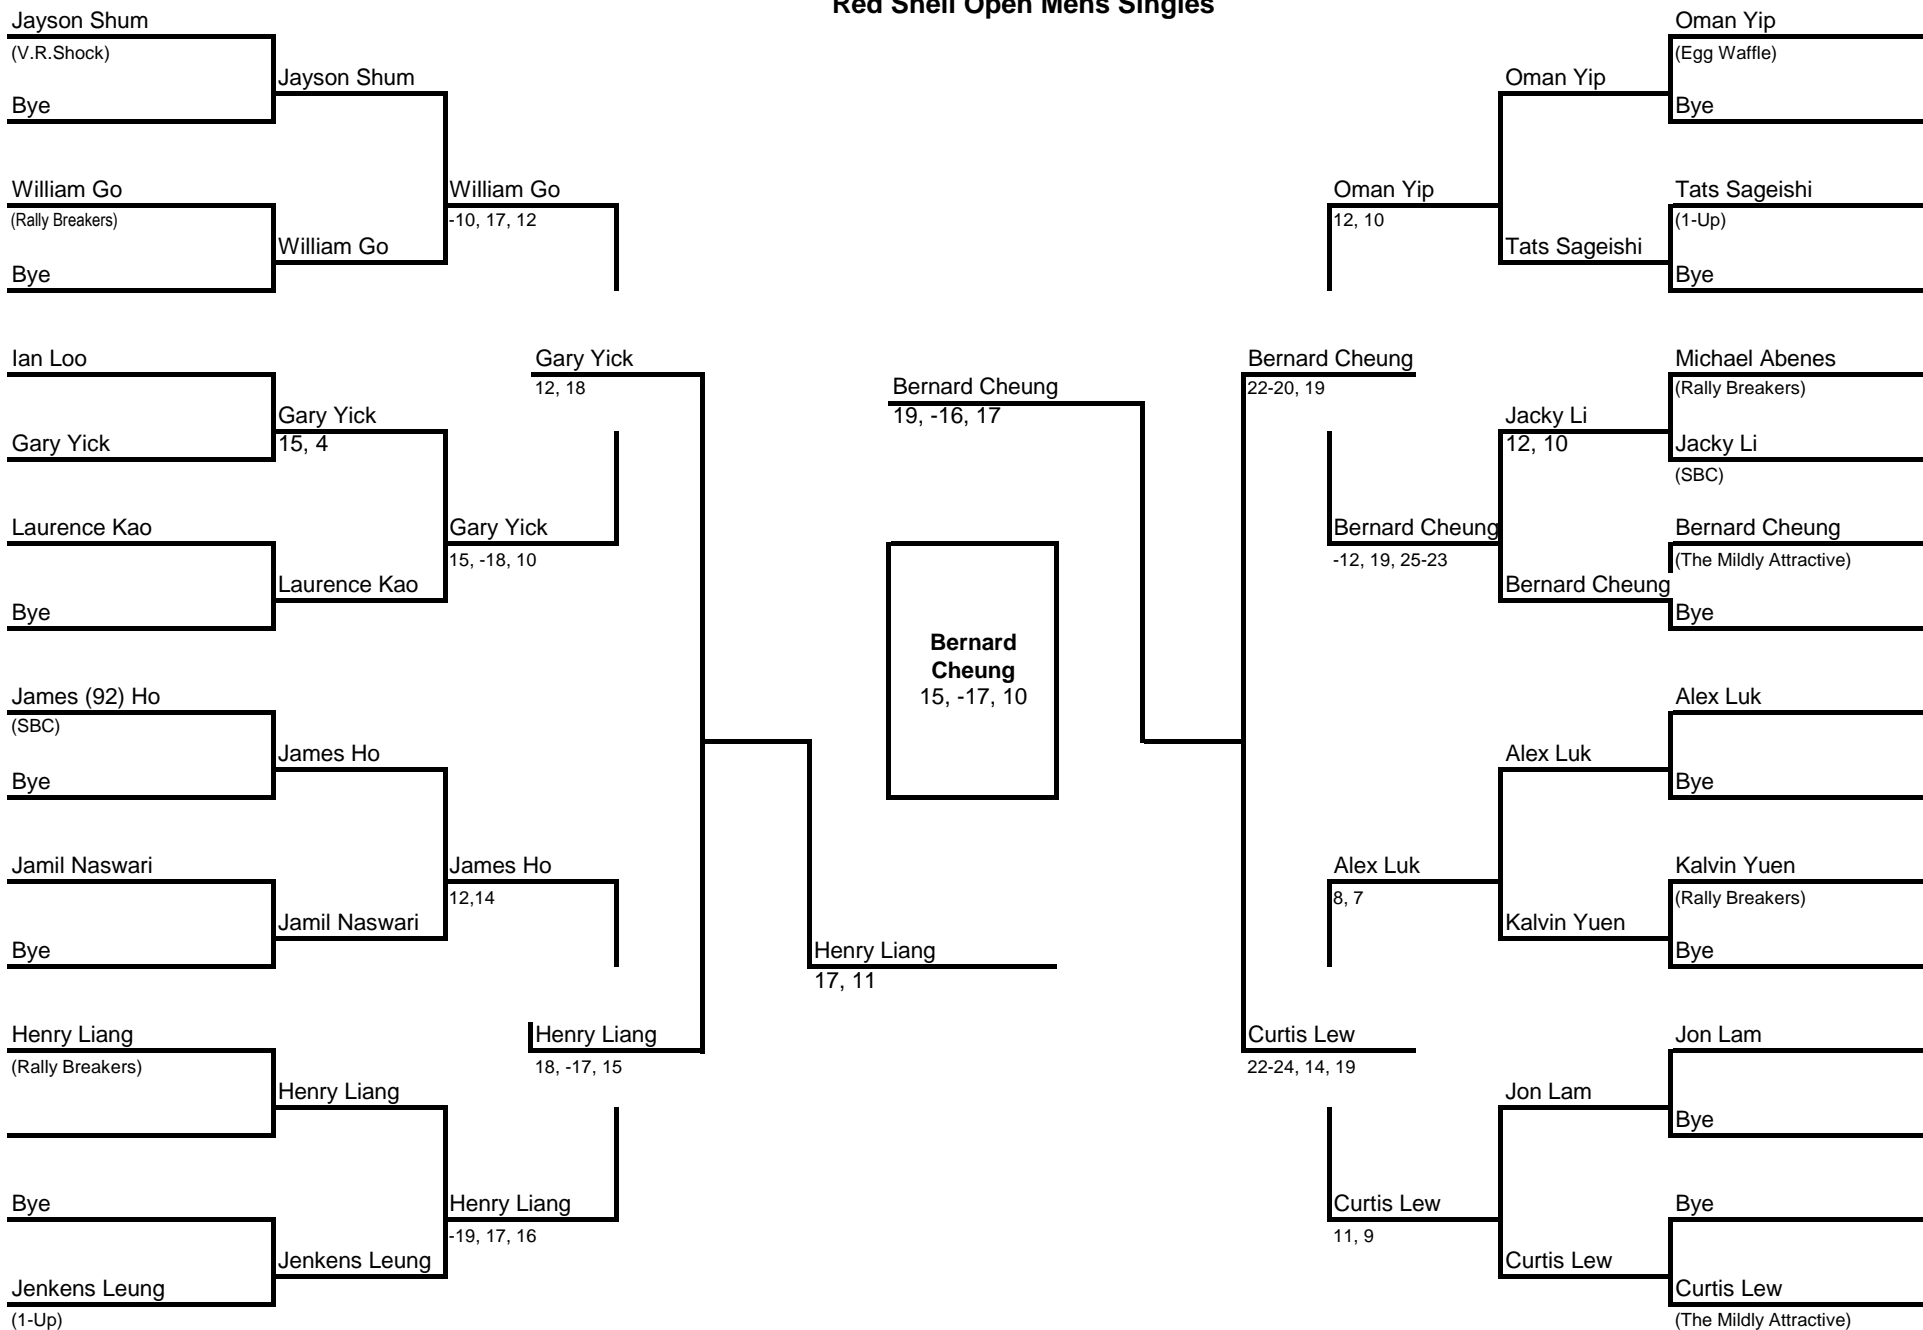 Red Shell Open Mens Singles
Jayson Shum
(V.R.Shock)
Bye
William Go
(Rally Breakers)
Bye
Ian Loo
Gary Yick
Laurence Kao
Bye
James (92) Ho
(SBC)
Bye
Jamil Naswari
Bye
Henry Liang
(Rally Breakers)
Bye
Jenkens Leung
(1-Up)
Jayson Shum
William Go
Gary Yick
15, 4
Laurence Kao
James Ho
Jamil Naswari
Henry Liang
Jenkens Leung
William Go
-10, 17, 12
Gary Yick
15, -18, 10
James Ho
12,14
Henry Liang
-19, 17, 16
Gary Yick
12, 18
Henry Liang
18, -17, 15
Henry Liang
17, 11
Bernard Cheung
19, -16, 17
Bernard
Cheung
15, -17, 10
Bernard Cheung
22-20, 19
Curtis Lew
22-24, 14, 19
Oman Yip
12, 10
Bernard Cheung
-12, 19, 25-23
Alex Luk
8, 7
Curtis Lew
11, 9
Oman Yip
Tats Sageishi
Jacky Li
12, 10
Bernard Cheung
Alex Luk
Kalvin Yuen
Jon Lam
Curtis Lew
Oman Yip
(Egg Waffle)
Bye
Tats Sageishi
(1-Up)
Bye
Michael Abenes
(Rally Breakers)
Jacky Li
(SBC)
Bernard Cheung
(The Mildly Attractive)
Bye
Alex Luk
Bye
Kalvin Yuen
(Rally Breakers)
Bye
Jon Lam
Bye
Bye
Curtis Lew
(The Mildly Attractive)